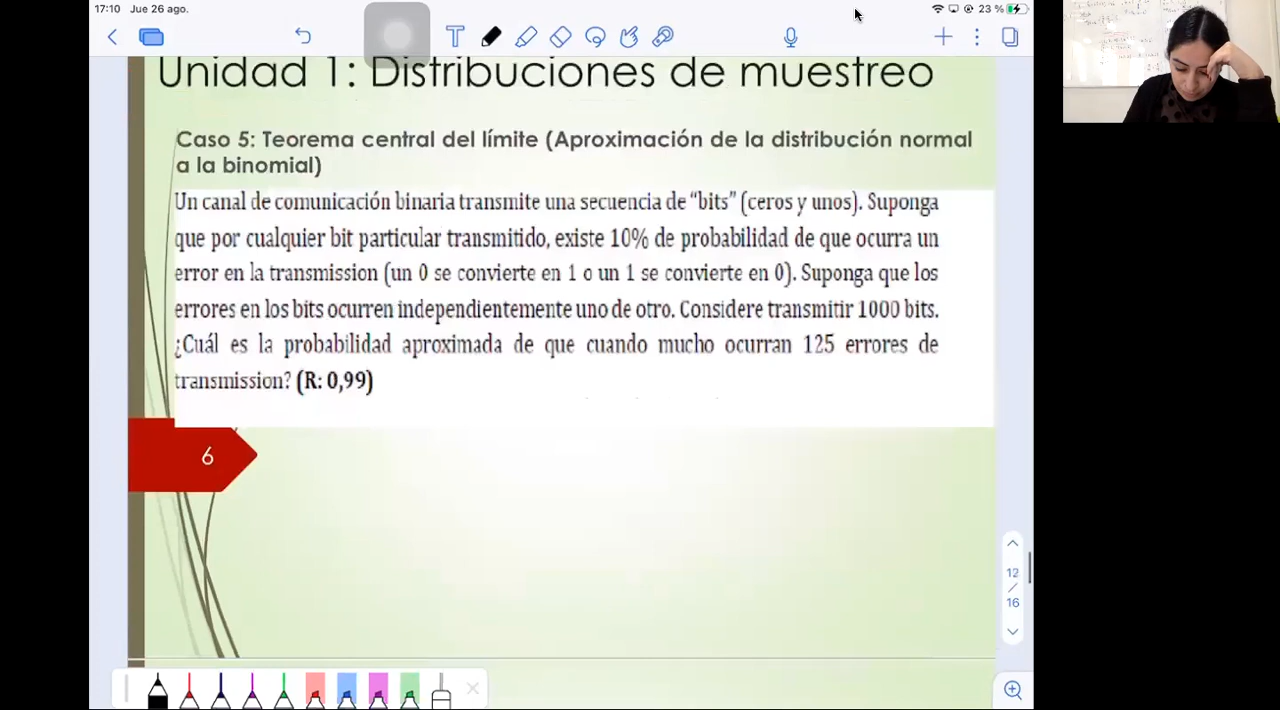 17:10 Jue 26 ago.
23 %
Unidad 1: Distribuciones de muestreo
Caso 5: Teorema central del límite (Aproximación de la distribución normal
a la binomial)
Un canal de comunicación binaria transmite una secuencia de “bits” (ceros y unos). Suponga
que por cualquier bit particular transmitido, existe 10% de probabilidad de que ocurra un
error en la transmission (un 0 se convierte en 1 o un 1 se convierte en 0). Suponga que los
errores en los bits ocurren independientemente uno de otro. Considere transmitir 1000 bits.
¿Cuál es la probabilidad aproximada de que cuando mucho ocurran 125 errores de
transmission? (R: 0,99)
6
12
/
16